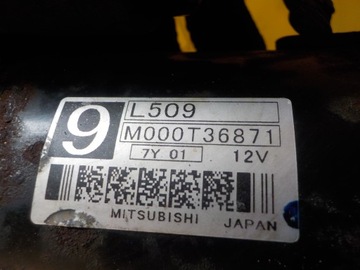 9
L509
M000T36871
7Y 01 12V
MITSUBISHI JAPAN